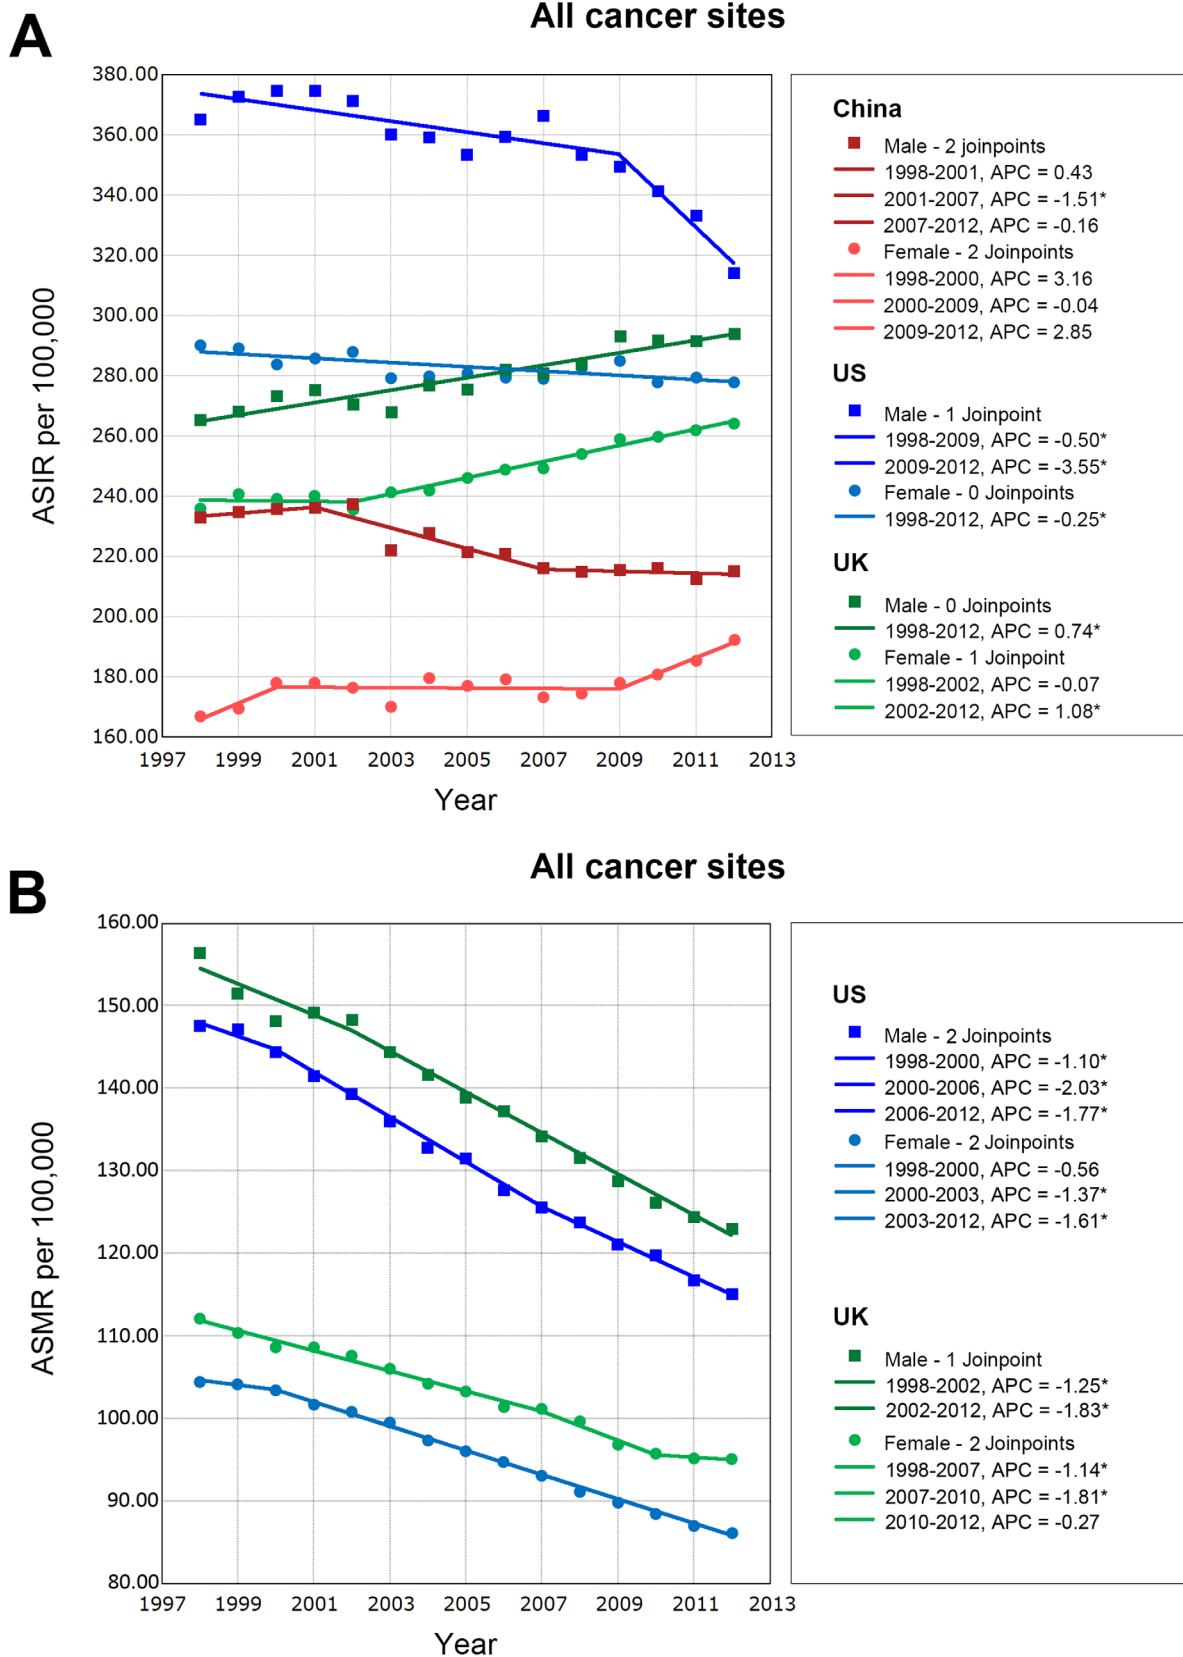 A
All cancer sites
380.00
360.00
340.00
320.00
300.00
280.00
260.00
240.00
220.00
200.00
180.00
160.00
ASIR per 100,000
1997 1999 2001 2003 2005 2007 2009 2011 2013
Year
China
Male - 2 joinpoints
1998-2001, APC = 0.43
2001-2007, APC = -1.51*
2007-2012, APC = -0.16
Female - 2 Joinpoints
1998-2000, APC = 3.16
2000-2009, APC = -0.04
2009-2012, APC = 2.85
US
Male - 1 Joinpoint
1998-2009, APC = -0.50*
2009-2012, APC = -3.55*
Female - 0 Joinpoints
1998-2012, APC = -0.25*
UK
Male - 0 Joinpoints
1998-2012, APC = 0.74*
Female - 1 Joinpoint
1998-2002, APC = -0.07
2002-2012, APC = 1.08*
B
All cancer sites
160.00
150.00
140.00
130.00
120.00
110.00
100.00
90.00
80.00
ASMR per 100,000
1997 1999 2001 2003 2005 2007 2009 2011 2013
Year
US
Male - 2 Joinpoints
1998-2000, APC = -1.10*
2000-2006, APC = -2.03*
2006-2012, APC = -1.77*
Female - 2 Joinpoints
1998-2000, APC = -0.56
2000-2003, APC = -1.37*
2003-2012, APC = -1.61*
UK
Male - 1 Joinpoint
1998-2002, APC = -1.25*
2002-2012, APC = -1.83*
Female - 2 Joinpoints
1998-2007, APC = -1.14*
2007-2010, APC = -1.81*
2010-2012, APC = -0.27